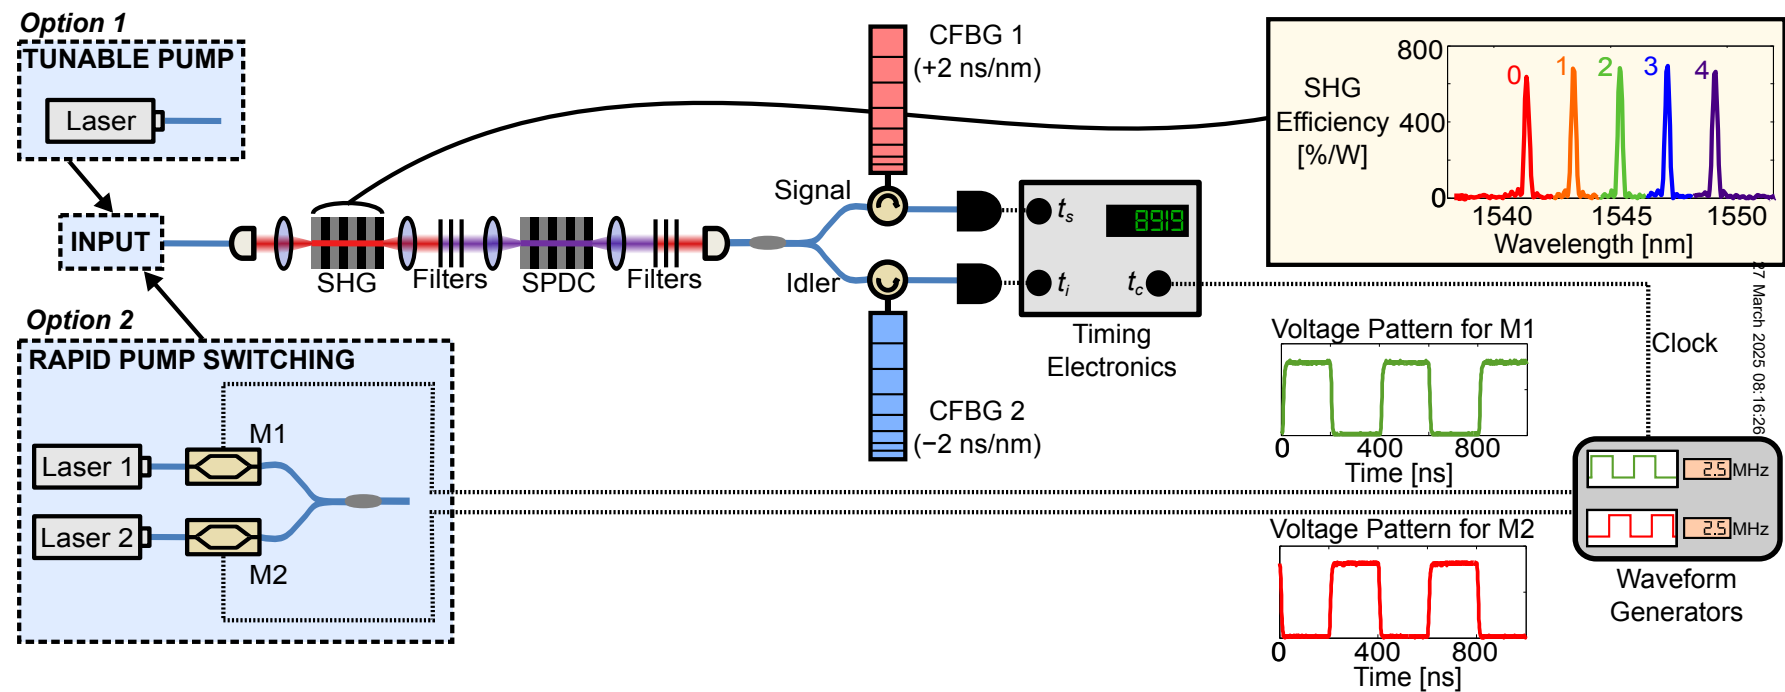 Option 1
TUNABLE PUMP
Laser
INPUT
Option 2
RAPID PUMP SWITCHING
M1
Laser 1
Laser 2
M2
SHG
Filters
SPDC
Filters
CFBG 1
(+2 ns/nm)
Signal
Idler
CFBG 2
(−2 ns/nm)
ts
8919
ti
tc
Timing
Electronics
SHG
Efficiency
[%/W]
800
400
0
0
1
2
3
4
1540
1545
1550
Wavelength [nm]
27 March 2025 08:16:26
Clock
Voltage Pattern for M1
0
400
800
Time [ns]
Voltage Pattern for M2
0
400
800
Time [ns]
2.5 MHz
2.5 MHz
Waveform
Generators